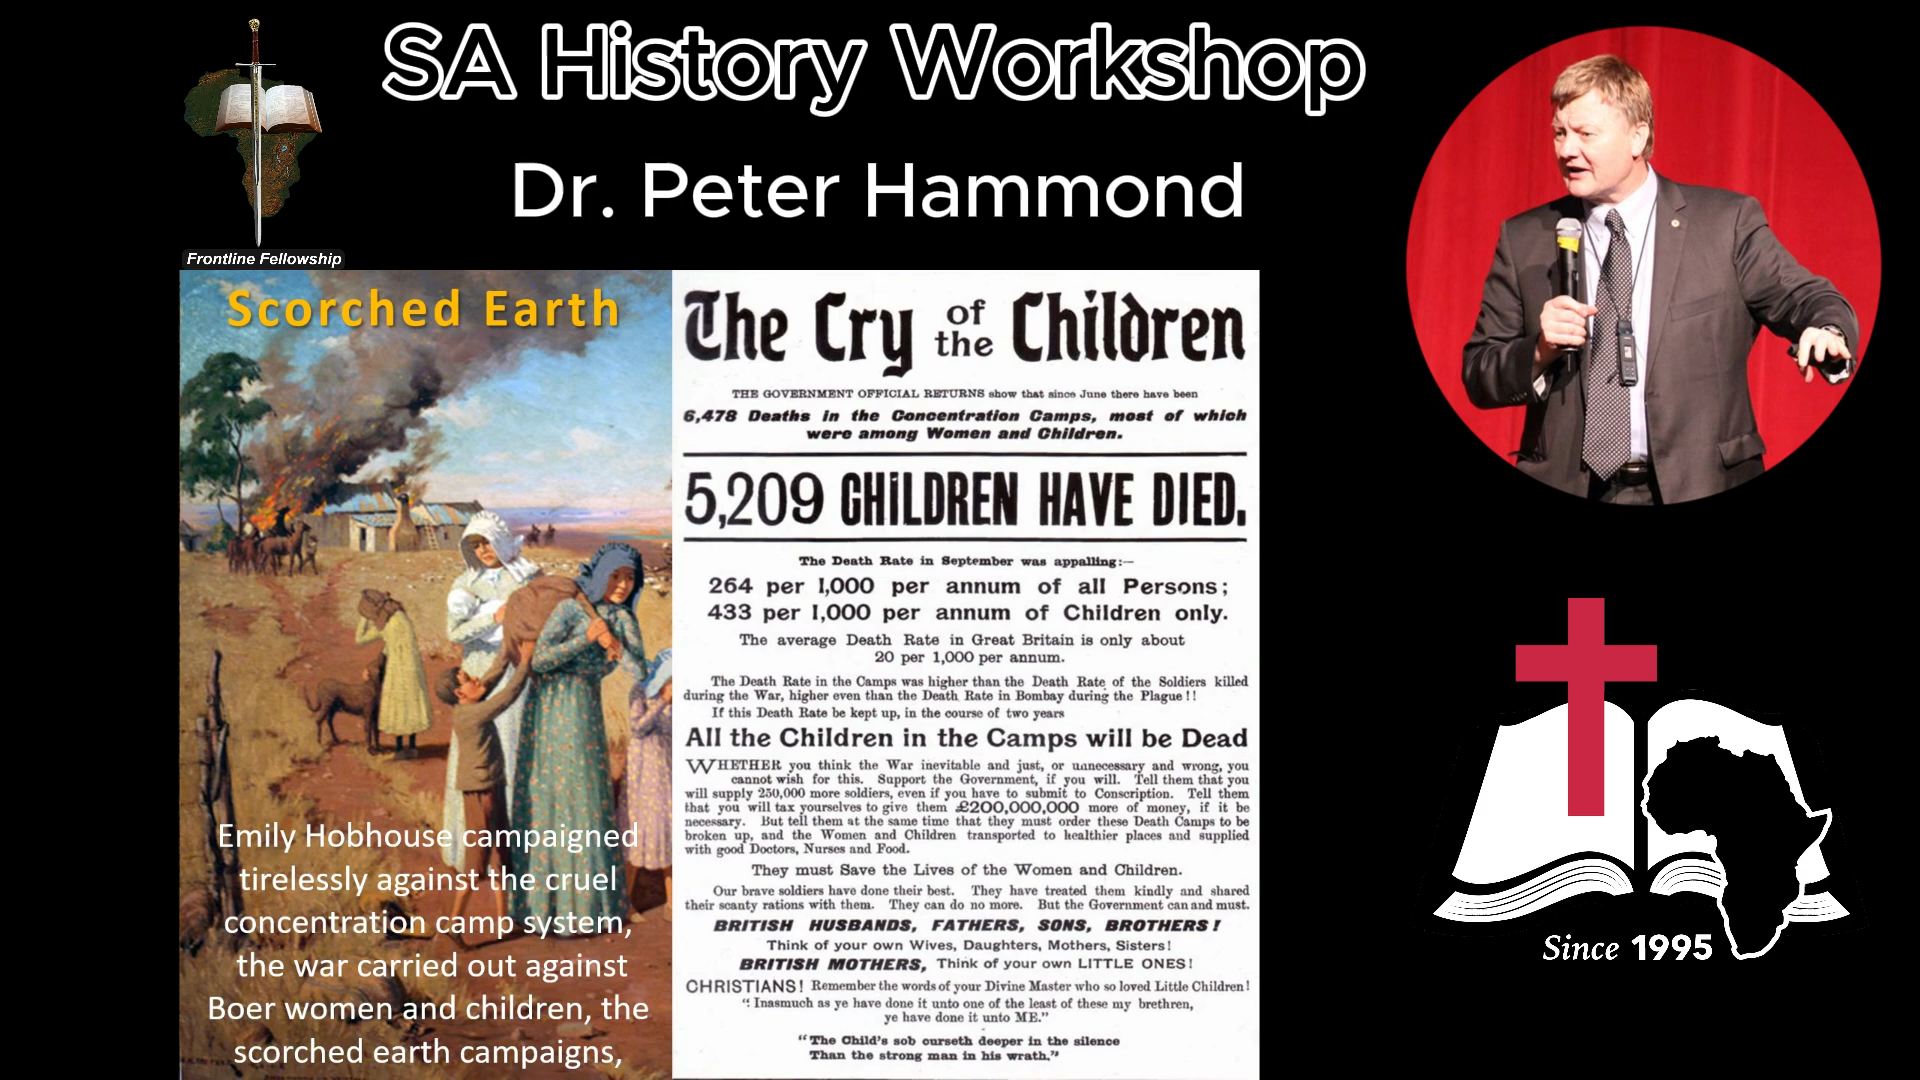 SA History Workshop
Dr. Peter Hammond
Frontline Fellowship
Scorched Earth
Emily Hobhouse campaigned
tirelessly against the cruel
concentration camp system,
the war carried out against
Boer women and children, the
scorched earth campaigns,
The Cry of the Children
THE GOVERNMENT OFFICIAL RETURNS show that since June there have been
6,478 Deaths in the Concentration Camps, most of which
were among Women and Children.
5,209 CHILDREN HAVE DIED.
The Death Rate in September was appalling:—
264 per 1,000 per annum of all Persons;
433 per 1,000 per annum of Children only.
The average Death Rate in Great Britain is only about
20 per 1,000 per annum.
The Death Rate in the Camps was higher than the Death Rate of the Soldiers killed
during the War, higher even than the Death Rate in Bombay during the Plague!!
If this Death Rate be kept up, in the course of two years
All the Children in the Camps will be Dead
WHETHER you think the War inevitable and just, or unnecessary and wrong, you
cannot wish for this. Support the Government, if you will. Tell them that you
will supply 250,000 more soldiers, even if you have to submit to Conscription. Tell them
that you will tax yourselves to give them £200,000,000 more of money, if it be
necessary. But tell them at the same time that they must order these Death Camps to be
broken up, and the Women and Children transported to healthier places and supplied
with good Doctors, Nurses and Food.
They must Save the Lives of the Women and Children.
Our brave soldiers have done their best. They have treated them kindly and shared
their scanty rations with them. They can do no more. But the Government can and must.
BRITISH HUSBANDS, FATHERS, SONS, BROTHERS!
Think of your own Wives, Daughters, Mothers, Sisters!
BRITISH MOTHERS, Think of your own LITTLE ONES!
CHRISTIANS! Remember the words of your Divine Master who so loved Little Children!
"Inasmuch as ye have done it unto one of the least of these my brethren,
ye have done it unto ME."
"The Child's sob curseth deeper in the silence
Than the strong man in his wrath."
Since 1995